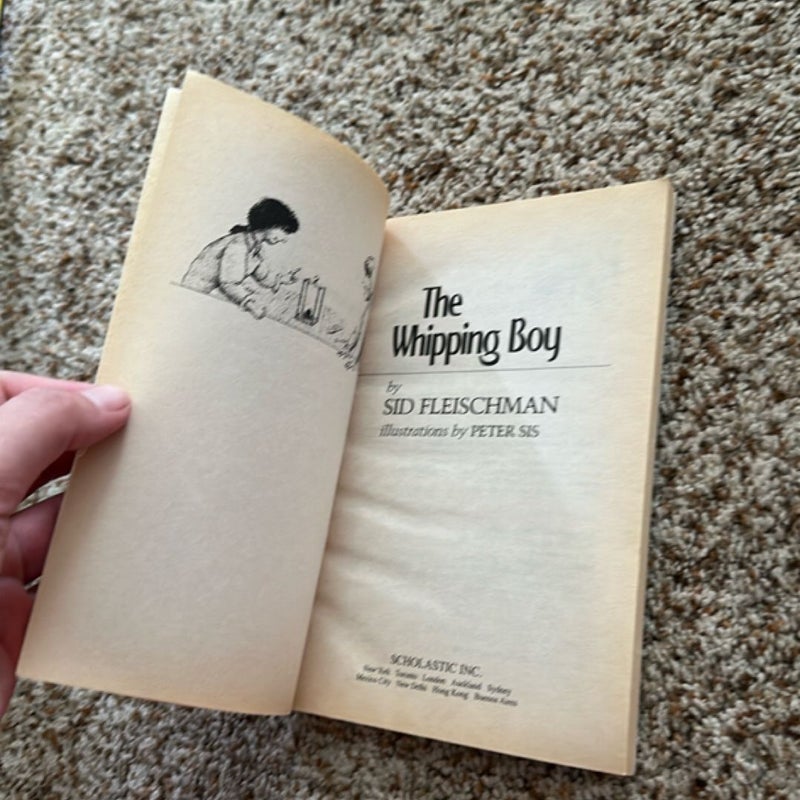 The
Whipping Boy
by
SID FLEISCHMAN
illustrations by PETER SIS
SCHOLASTIC INC.
New York Toronto London Auckland Sydney
Mexico City New Delhi Hong Kong Buenos Aires